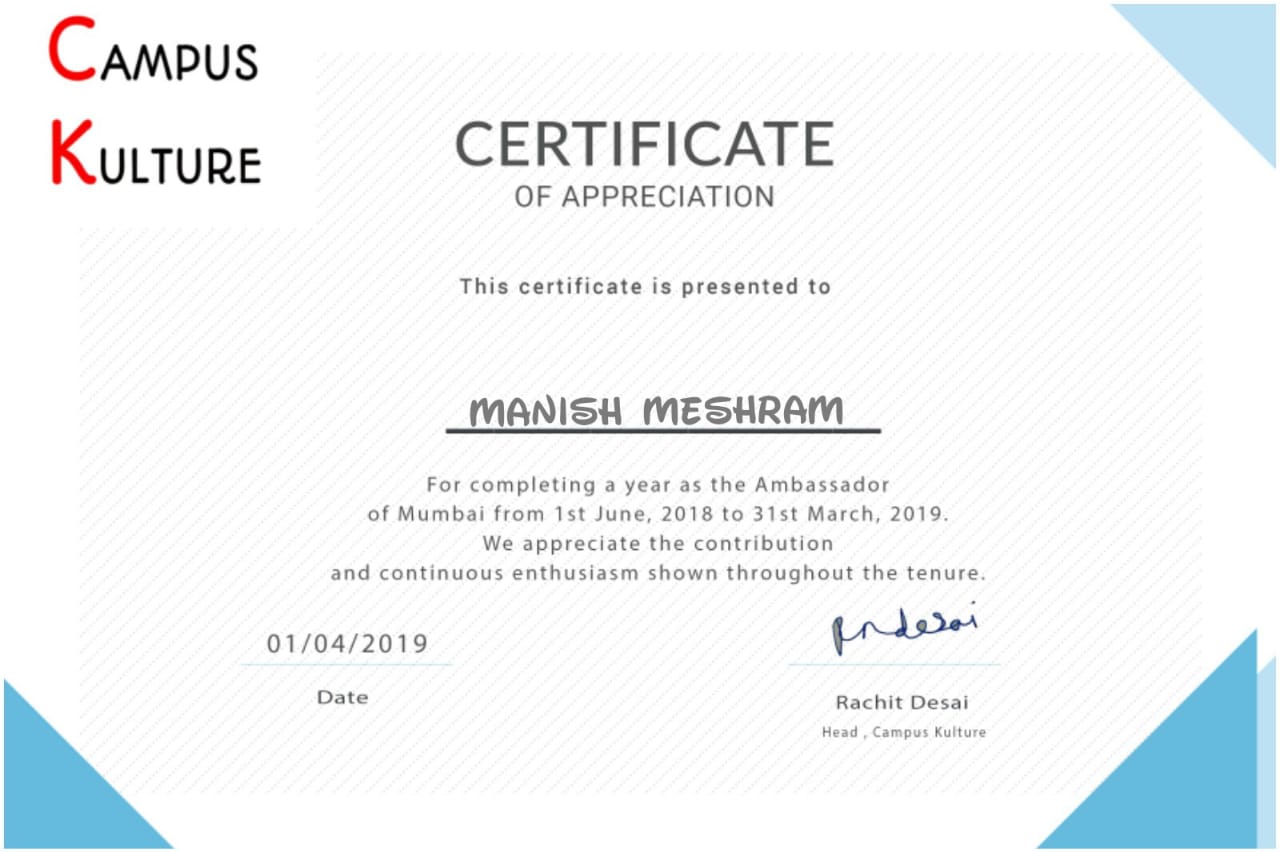 CAMPUS
KULTURE
CERTIFICATE
OF APPRECIATION
This certificate is presented to
MANISH MESHRAM
For completing a year as the Ambassador
of Mumbai from 1st June, 2018 to 31st March, 2019.
We appreciate the contribution
and continuous enthusiasm shown throughout the tenure.
01/04/2019
Date
Rachit Desai
Head , Campus Kulture